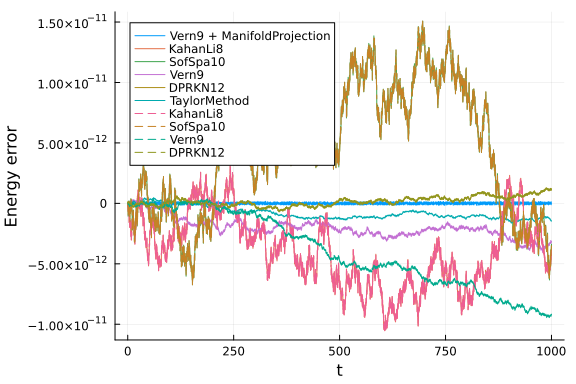 1.50×10⁻¹¹
1.00×10⁻¹¹
5.00×10⁻¹²
0
−5.00×10⁻¹²
−1.00×10⁻¹¹
Energy error
Vern9 + ManifoldProjection
KahanLi8
SofSpa10
Vern9
DPRKN12
TaylorMethod
KahanLi8
SofSpa10
Vern9
DPRKN12
0 250 500 750 1000
t